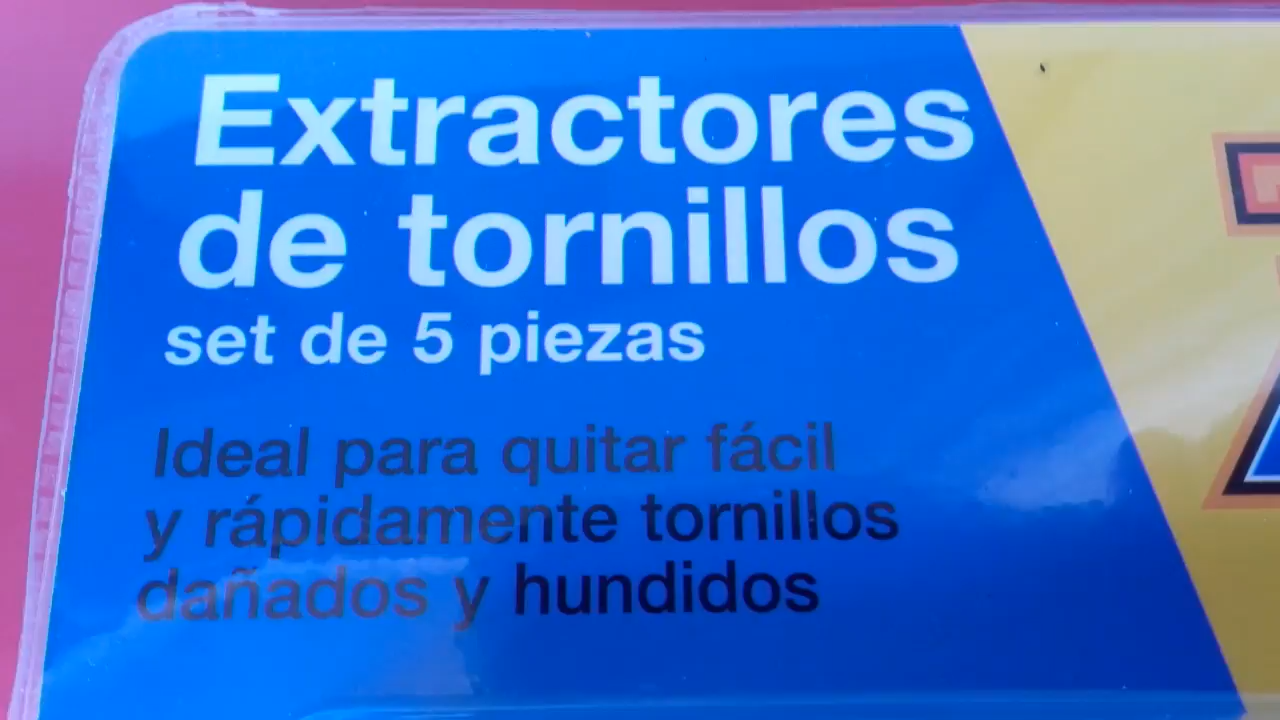 Extractores
de tornillos
set de 5 piezas
Ideal para quitar fácil
y rápidamente tornillos
dañados y hundidos